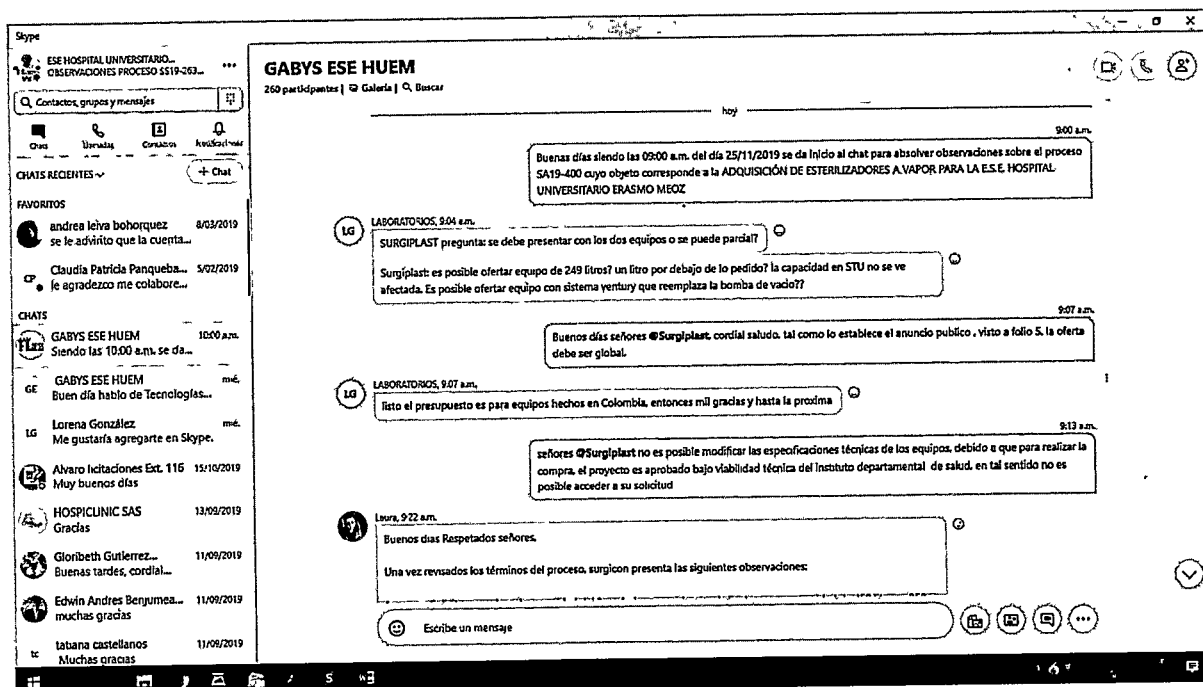 Skype
ESE HOSPITAL UNIVERSITARIO...
OBSERVACIONES PROCESO SS19-263...
Contactos, grupos y mensajes
Chats Llamadas Contactos Notificaciones
CHATS RECIENTES
+ Chat
FAVORITOS
andrea leiva bohorquez 8/03/2019
se le advirito que la cuenta...
CP
Claudia Patricia Panqueba... 5/02/2019
le agradezco me colabore...
CHATS
GABYS ESE HUEM 10:00 a.m.
Siendo las 10:00 a.m. se da...
GE
GABYS ESE HUEM mié.
Buen día hablo de Tecnologías...
LG
Lorena González mié.
Me gustaría agregarte en Skype.
Alvaro licitaciones Ext. 116 15/10/2019
Muy buenos días
HOSPICLINIC SAS 13/09/2019
Gracias
Gloribeth Gutierrez... 11/09/2019
Buenas tardes, cordial...
Edwin Andres Benjumea... 11/09/2019
muchas gracias
tc
tatiana castellanos 11/09/2019
Muchas gracias
GABYS ESE HUEM
260 participantes | Galería | Buscar
hoy
9:00 a.m.
Buenas días siendo las 09:00 a.m. del día 25/11/2019 se da inicio al chat para absolver observaciones sobre el proceso
SA19-400 cuyo objeto corresponde a la ADQUISICIÓN DE ESTERILIZADORES A VAPOR PARA LA E.S.E. HOSPITAL
UNIVERSITARIO ERASMO MEOZ
LG
LABORATORIOS, 9:04 a.m.
SURGIPLAST pregunta: se debe presentar con los dos equipos o se puede parcial?
Surgiplast: es posible ofertar equipo de 249 litros? un litro por debajo de lo pedido? la capacidad en STU no se ve
afectada. Es posible ofertar equipo con sistema ventury que reemplaza la bomba de vacio??
9:07 a.m.
Buenos días señores @Surgiplast, cordial saludo. tal como lo establece el anuncio publico , visto a folio 5. la oferta
debe ser global.
LG
LABORATORIOS, 9:07 a.m.
listo el presupuesto es para equipos hechos en Colombia, entonces mil gracias y hasta la proxima
9:13 a.m.
señores @Surgiplast no es posible modificar las especificaciones técnicas de los equipos, debido a que para realizar la
compra, el proyecto es aprobado bajo viabilidad técnica del Instituto departamental de salud, en tal sentido no es
posible acceder a su solicitud
Laura, 9:22 a.m.
Buenos dias Respetados señores,
Una vez revisados los términos del proceso, surgicon presenta las siguientes observaciones:
Escribe un mensaje